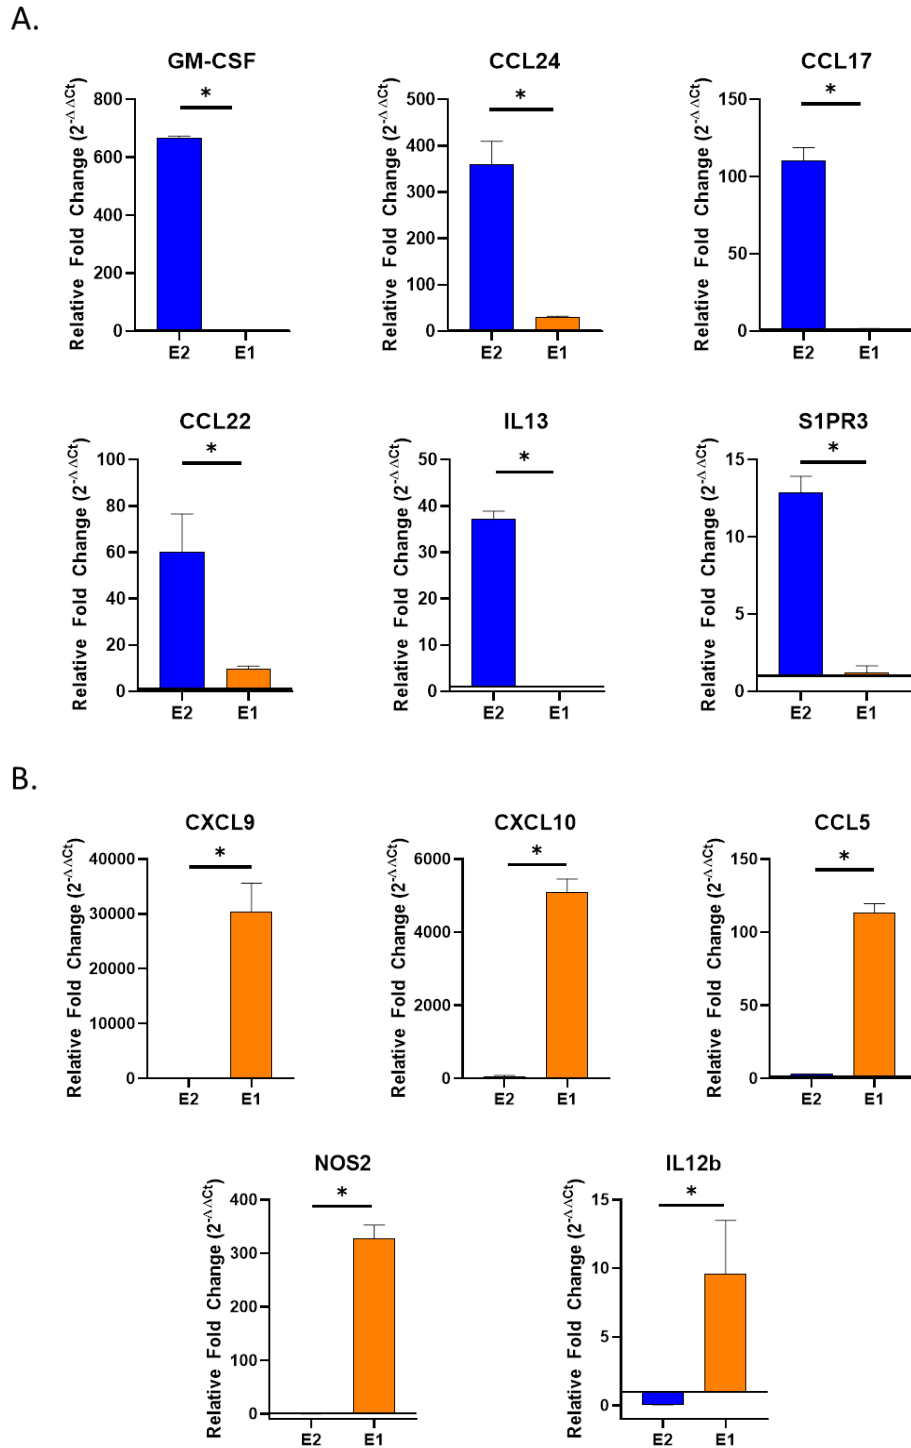 A.
GM-CSF CCL24 CCL17
Relative Fold Change (2-ΔΔCt) Relative Fold Change (2-ΔΔCt) Relative Fold Change (2-ΔΔCt)
* * *
800 500 150
600 400 100
400 300 50
200 200 0
0 100
0
E2 E1 E2 E1 E2 E1
CCL22 IL13 S1PR3
Relative Fold Change (2-ΔΔCt) Relative Fold Change (2-ΔΔCt) Relative Fold Change (2-ΔΔCt)
* * *
100 50 15
80 40 10
60 30 5
40 20 0
20 10
0 0
E2 E1 E2 E1 E2 E1
B.
CXCL9 CXCL10 CCL5
Relative Fold Change (2-ΔΔCt) Relative Fold Change (2-ΔΔCt) Relative Fold Change (2-ΔΔCt)
* * *
40000 6000 150
30000 4000 100
20000 2000 50
10000 0 0
0
E2 E1 E2 E1 E2 E1
NOS2 IL12b
Relative Fold Change (2-ΔΔCt) Relative Fold Change (2-ΔΔCt)
* *
400 15
300 10
200 5
100 0
0
E2 E1 E2 E1